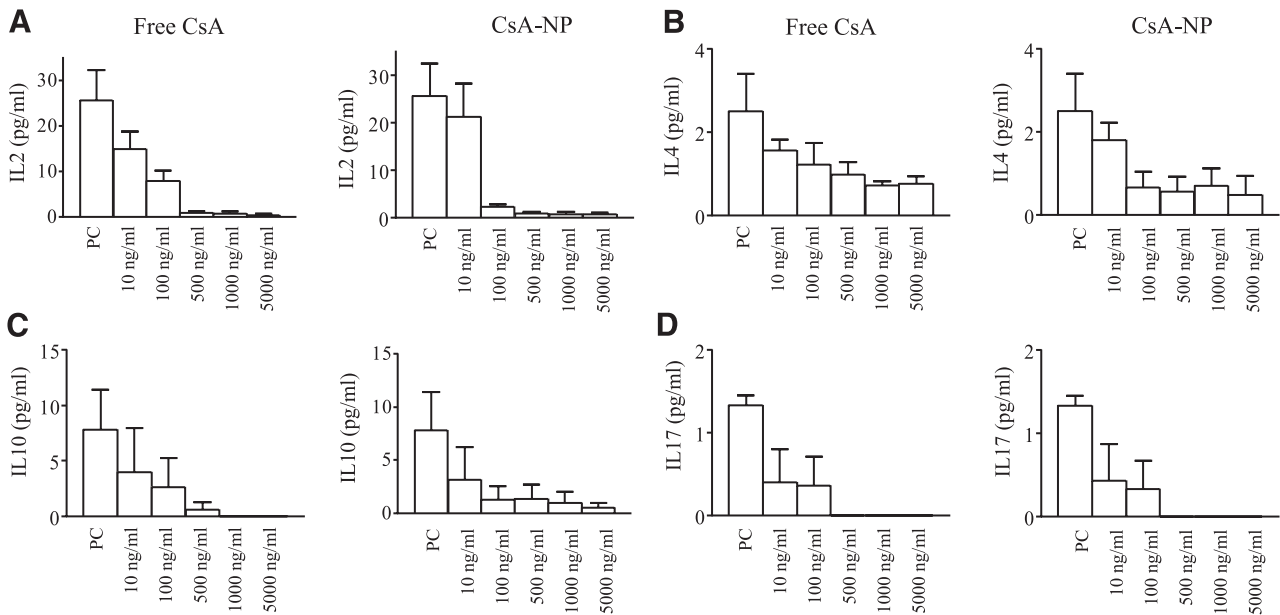 A
Free CsA
CsA-NP
IL2 (pg/ml)
30
20
10
0
PC
10 ng/ml
100 ng/ml
500 ng/ml
1000 ng/ml
5000 ng/ml
IL2 (pg/ml)
30
20
10
0
PC
10 ng/ml
100 ng/ml
500 ng/ml
1000 ng/ml
5000 ng/ml
B
Free CsA
CsA-NP
IL4 (pg/ml)
4
2
0
PC
10 ng/ml
100 ng/ml
500 ng/ml
1000 ng/ml
5000 ng/ml
IL4 (pg/ml)
4
2
0
PC
10 ng/ml
100 ng/ml
500 ng/ml
1000 ng/ml
5000 ng/ml
C
IL10 (pg/ml)
15
10
5
0
PC
10 ng/ml
100 ng/ml
500 ng/ml
1000 ng/ml
5000 ng/ml
IL10 (pg/ml)
15
10
5
0
PC
10 ng/ml
100 ng/ml
500 ng/ml
1000 ng/ml
5000 ng/ml
D
IL17 (pg/ml)
2
1
0
PC
10 ng/ml
100 ng/ml
500 ng/ml
1000 ng/ml
5000 ng/ml
IL17 (pg/ml)
2
1
0
PC
10 ng/ml
100 ng/ml
500 ng/ml
1000 ng/ml
5000 ng/ml